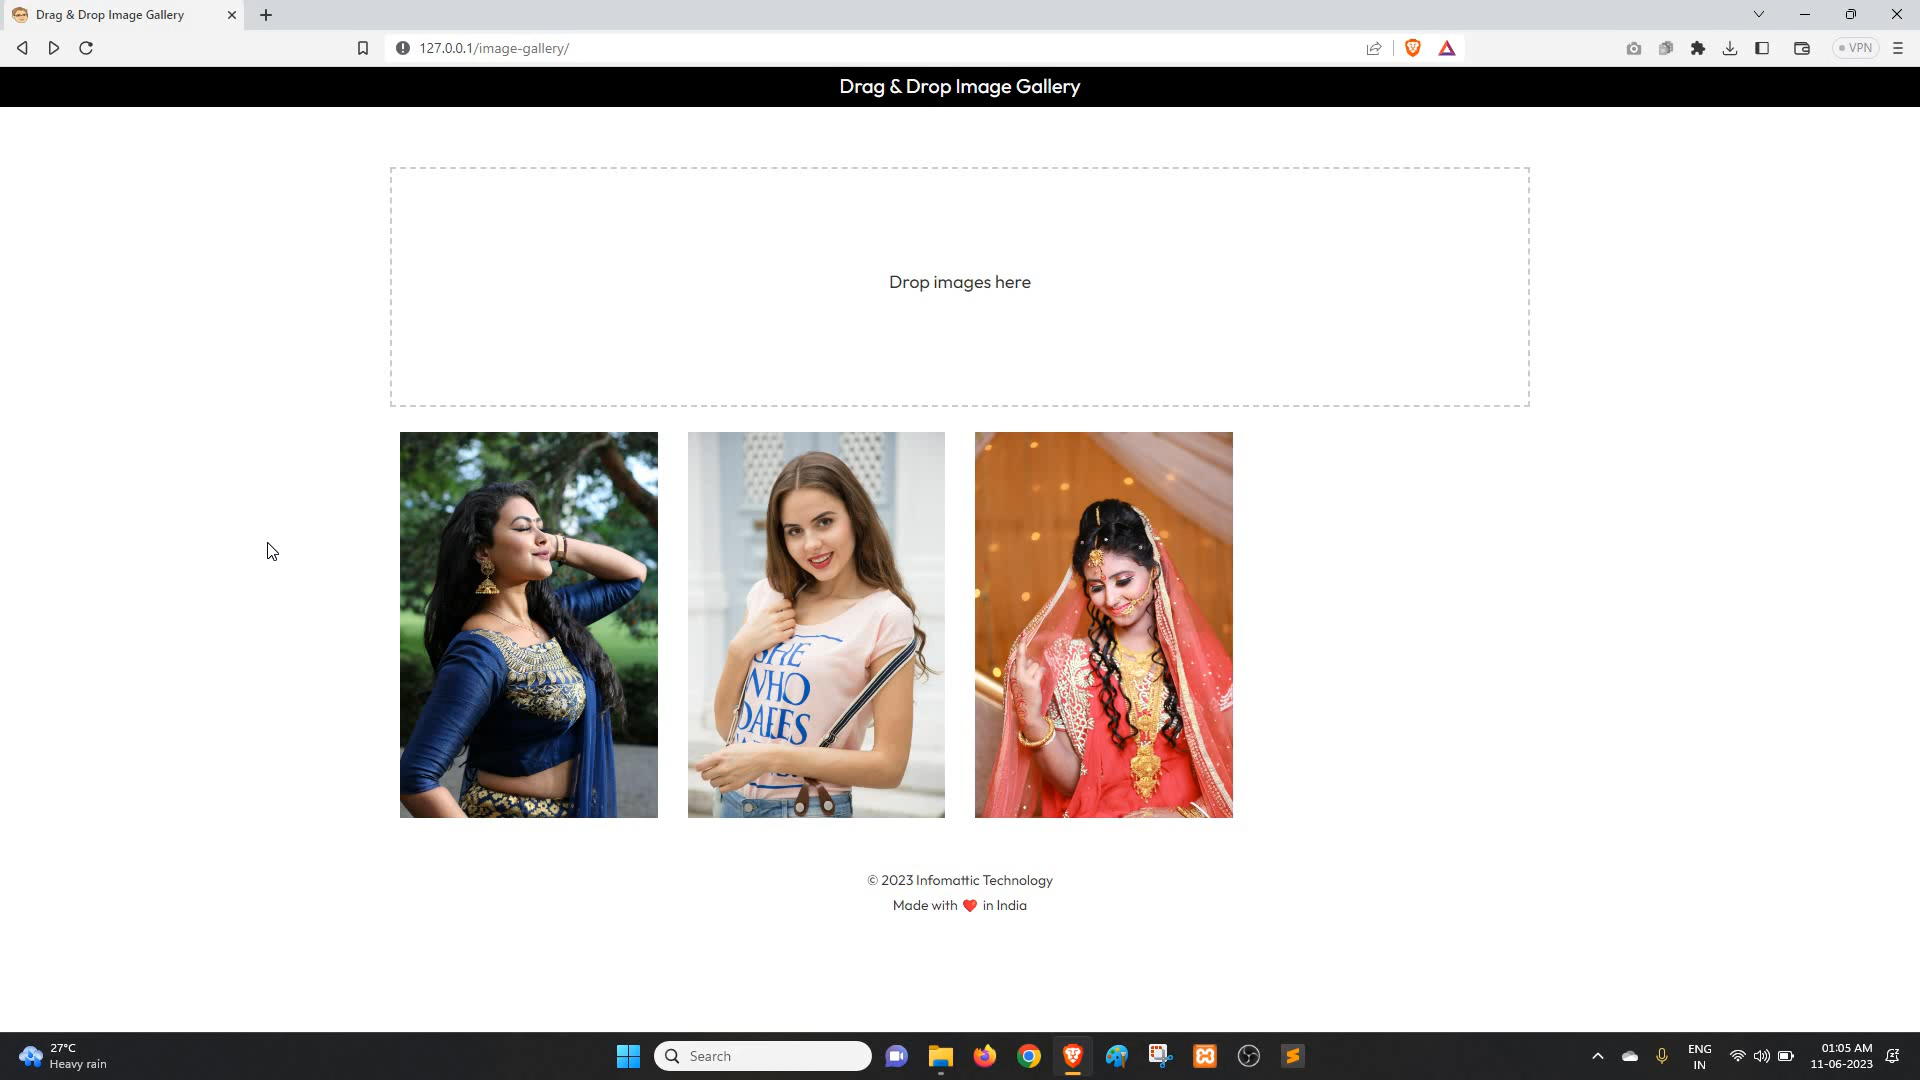 Drag & Drop Image Gallery
127.0.0.1/image-gallery/
VPN
Drag & Drop Image Gallery
Drop images here
SHE
WHO
© 2023 Infomattic Technology
Made with ❤️ in India
27°C
Heavy rain
Search
ENG
IN
01:05 AM
11-06-2023